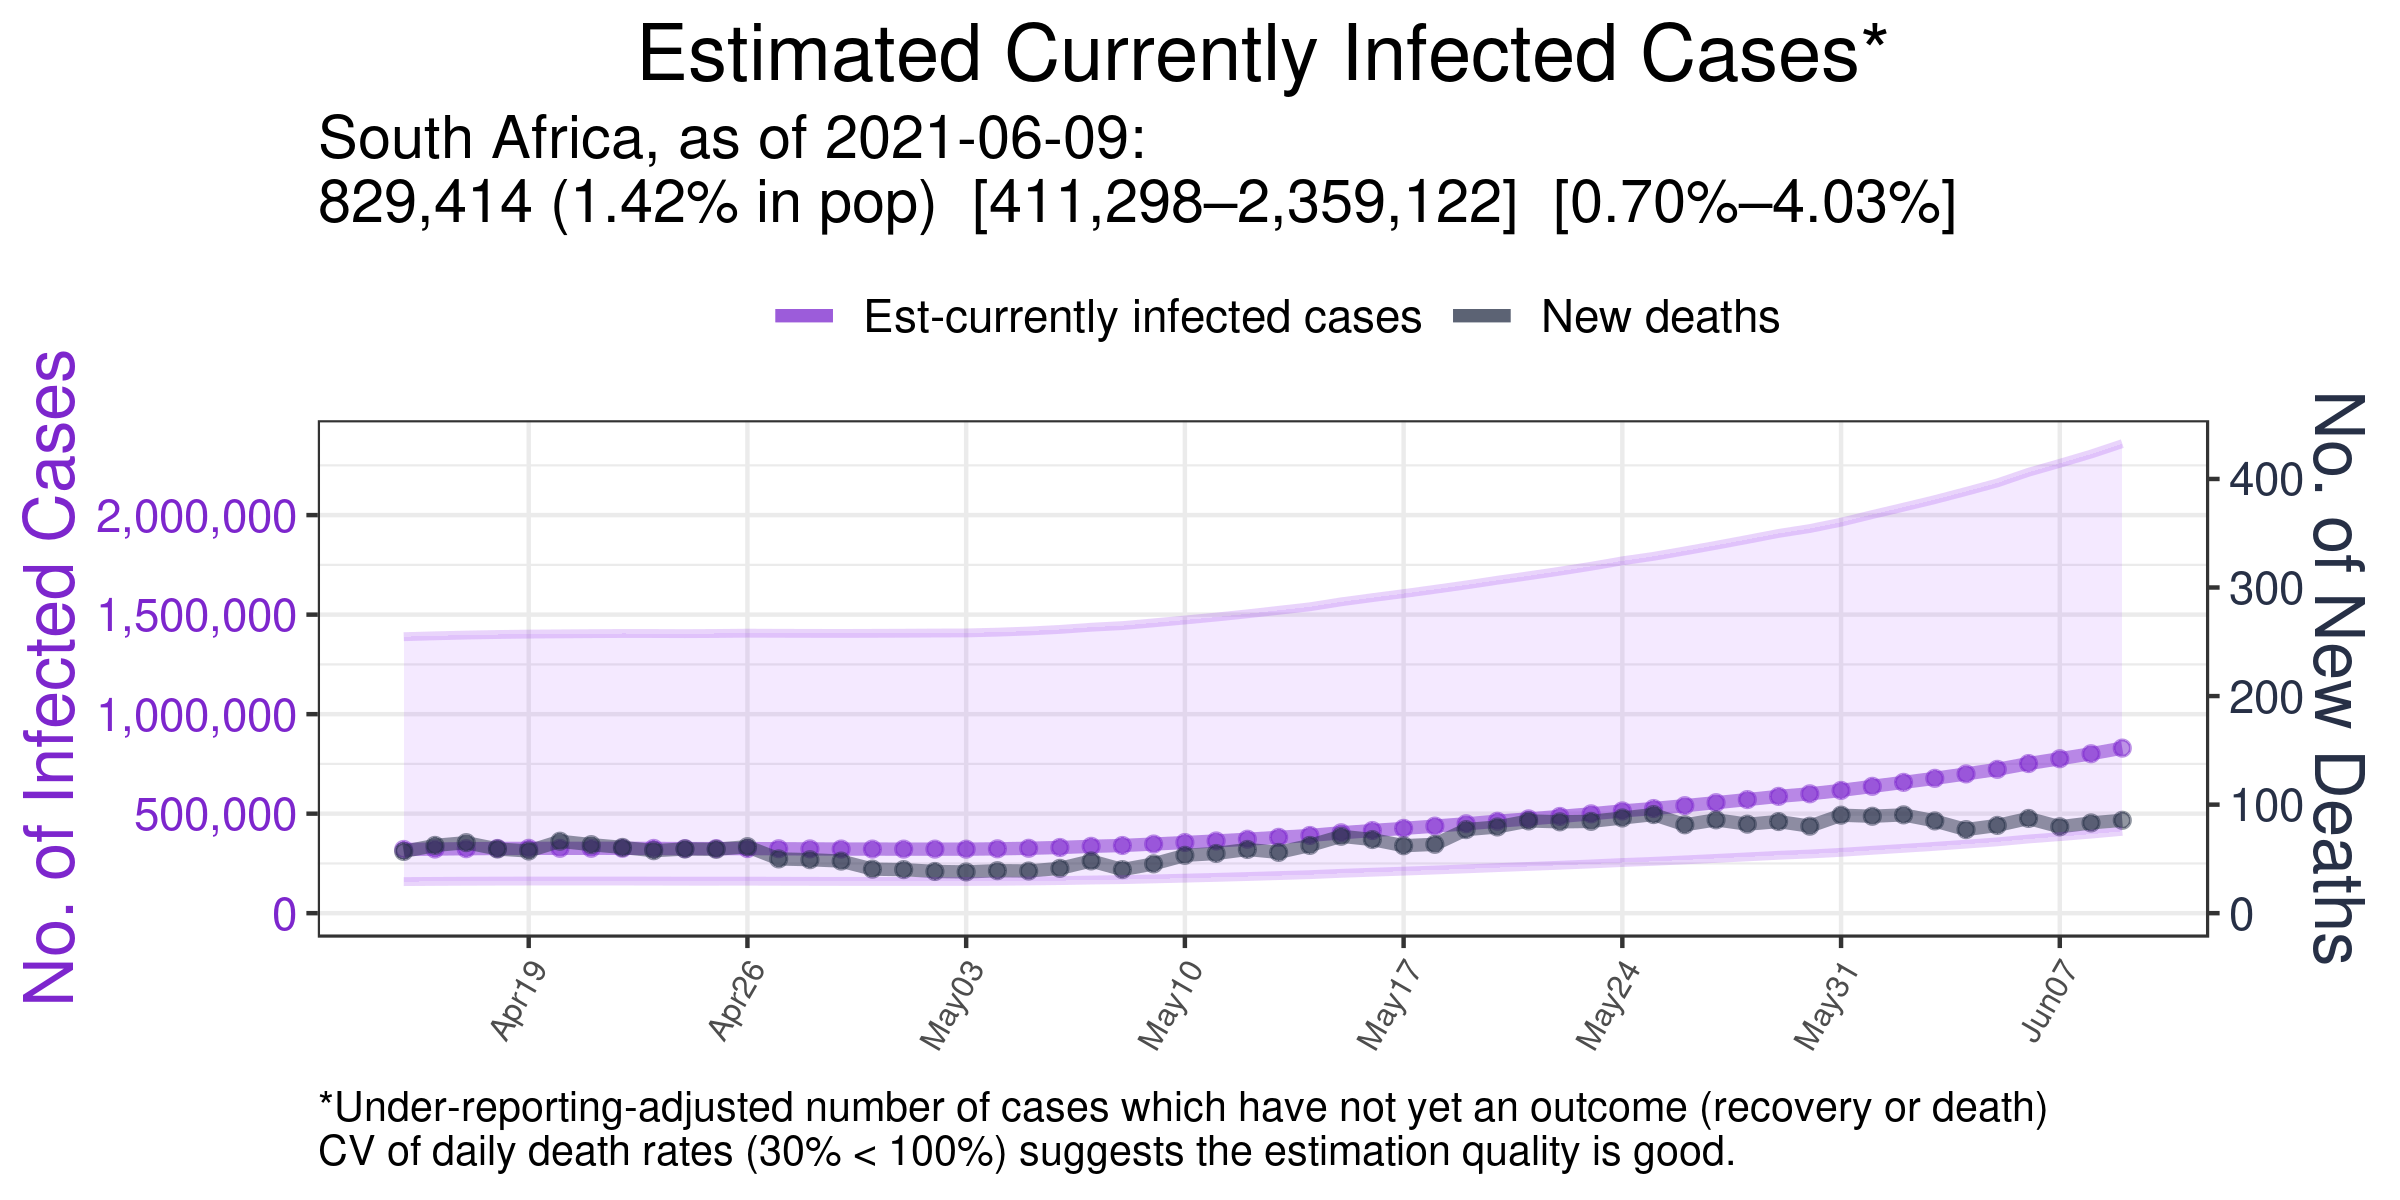 Estimated Currently Infected Cases*
South Africa, as of 2021-06-09:
829,414 (1.42% in pop)  [411,298–2,359,122]  [0.70%–4.03%]
Est-currently infected cases
New deaths
No. of Infected Cases
2,000,000
1,500,000
1,000,000
500,000
0
No. of New Deaths
400
300
200
100
0
Apr19
Apr26
May03
May10
May17
May24
May31
Jun07
*Under-reporting-adjusted number of cases which have not yet an outcome (recovery or death)
CV of daily death rates (30% < 100%) suggests the estimation quality is good.